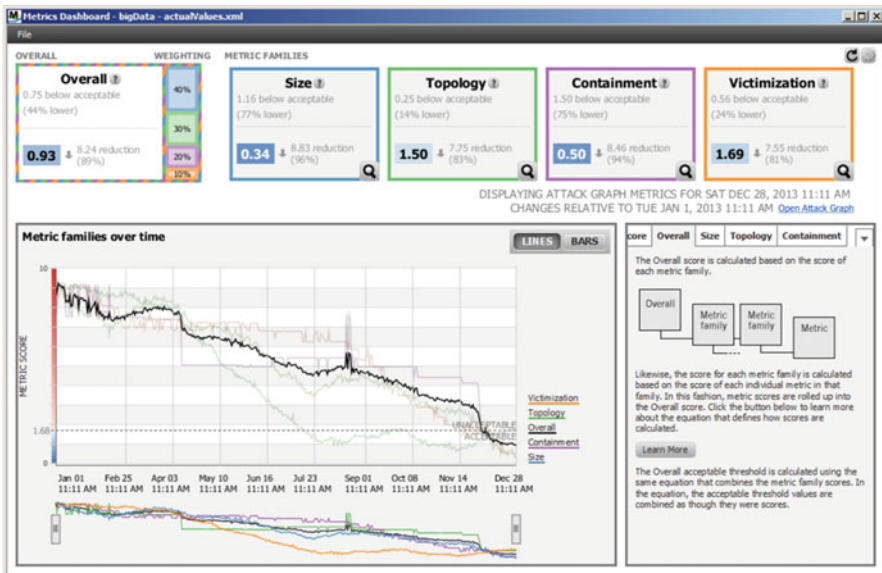 Metrics Dashboard - bigData - actualValues.xml
File
OVERALL
WEIGHTING
METRIC FAMILIES
Overall ?
0.75 below acceptable
(44% lower)
0.93
8.24 reduction
(89%)
40%
30%
20%
10%
Size ?
1.16 below acceptable
(77% lower)
0.34
8.83 reduction
(96%)
Topology ?
0.25 below acceptable
(14% lower)
1.50
7.75 reduction
(83%)
Containment ?
1.50 below acceptable
(75% lower)
0.50
8.46 reduction
(94%)
Victimization ?
0.56 below acceptable
(24% lower)
1.69
7.55 reduction
(81%)
DISPLAYING ATTACK GRAPH METRICS FOR SAT DEC 28, 2013 11:11 AM
CHANGES RELATIVE TO TUE JAN 1, 2013 11:11 AM Open Attack Graph
Metric families over time
LINES
BARS
10
METRIC SCORE
1.68
0
UNACCEPTABLE
ACCEPTABLE
Victimization
Topology
Overall
Containment
Size
Jan 01 Feb 25 Apr 03 May 10 Jun 16 Jul 23 Sep 01 Oct 08 Nov 14 Dec 28
11:11 AM 11:11 AM 11:11 AM 11:11 AM 11:11 AM 11:11 AM 11:11 AM 11:11 AM 11:11 AM 11:11 AM
core Overall Size Topology Containment
The Overall score is calculated based on the score of
each metric family.
Overall
Metric
family
Metric
family
Metric
Likewise, the score for each metric family is calculated
based on the score of each individual metric in that
family. In this fashion, metric scores are rolled up into
the Overall score. Click the button below to learn more
about the equation that defines how scores are
calculated.
Learn More
The Overall acceptable threshold is calculated using the
same equation that combines the metric family scores. In
the equation, the acceptable threshold values are
combined as though they were scores.